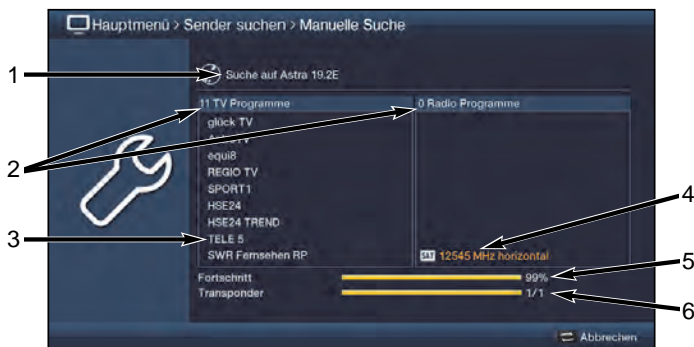 Hauptmenü > Sender suchen > Manuelle Suche
1
Suche auf Astra 19.2E
11 TV Programme
0 Radio Programme
2
glück TV
equi8
REGIO TV
SPORT1
HSE24
HSE24 TREND
3
TELE 5
SWR Fernsehen RP
4
SAT 12545 MHz horizontal
Fortschritt 99%
5
Transponder 1/1
6
Abbrechen